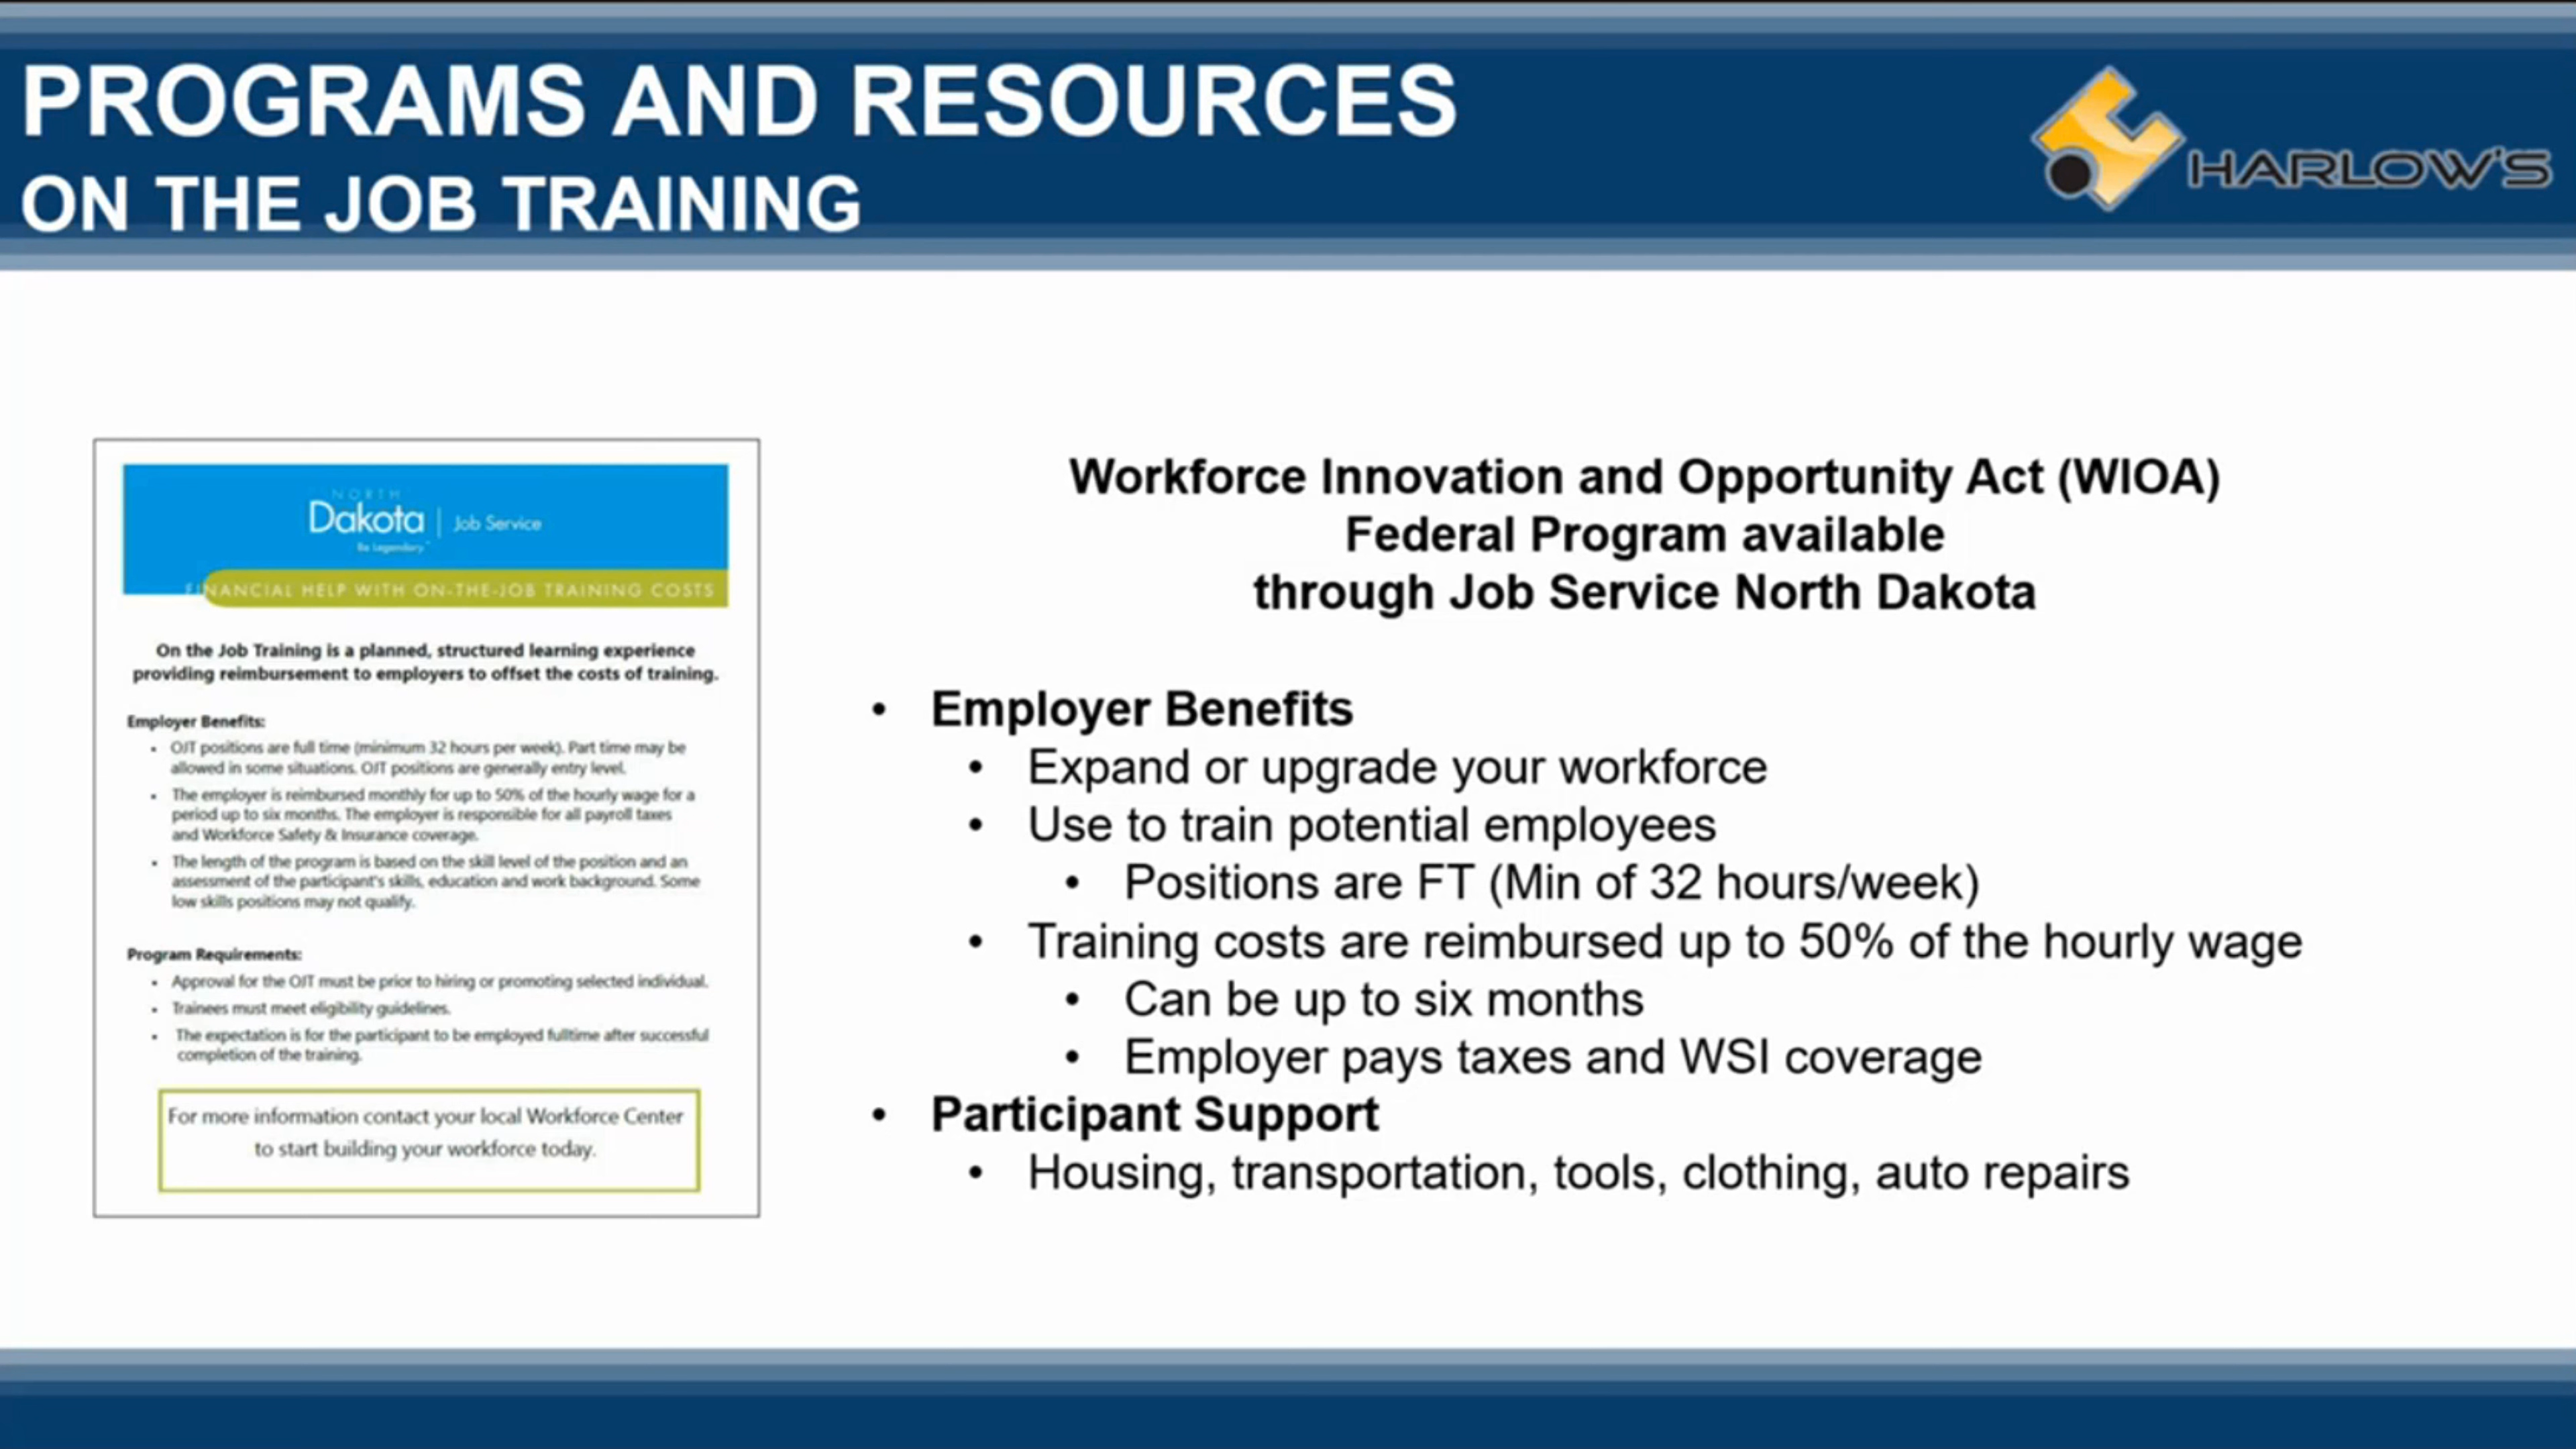 PROGRAMS AND RESOURCES
ON THE JOB TRAINING
HARLOW'S
NORTH
Dakota | Job Service
Be Legendary™
FINANCIAL HELP WITH ON-THE-JOB TRAINING COSTS
On the Job Training is a planned, structured learning experience
providing reimbursement to employers to offset the costs of training.
Employer Benefits:
• OJT positions are full time (minimum 32 hours per week). Part time may be
allowed in some situations. OJT positions are generally entry level.
• The employer is reimbursed monthly for up to 50% of the hourly wage for a
period up to six months. The employer is responsible for all payroll taxes
and Workforce Safety & Insurance coverage.
• The length of the program is based on the skill level of the position and an
assessment of the participant's skills, education and work background. Some
low skills positions may not qualify.
Program Requirements:
• Approval for the OJT must be prior to hiring or promoting selected individual.
• Trainees must meet eligibility guidelines.
• The expectation is for the participant to be employed fulltime after successful
completion of the training.
For more information contact your local Workforce Center
to start building your workforce today.
Workforce Innovation and Opportunity Act (WIOA)
Federal Program available
through Job Service North Dakota
• Employer Benefits
• Expand or upgrade your workforce
• Use to train potential employees
• Positions are FT (Min of 32 hours/week)
• Training costs are reimbursed up to 50% of the hourly wage
• Can be up to six months
• Employer pays taxes and WSI coverage
• Participant Support
• Housing, transportation, tools, clothing, auto repairs